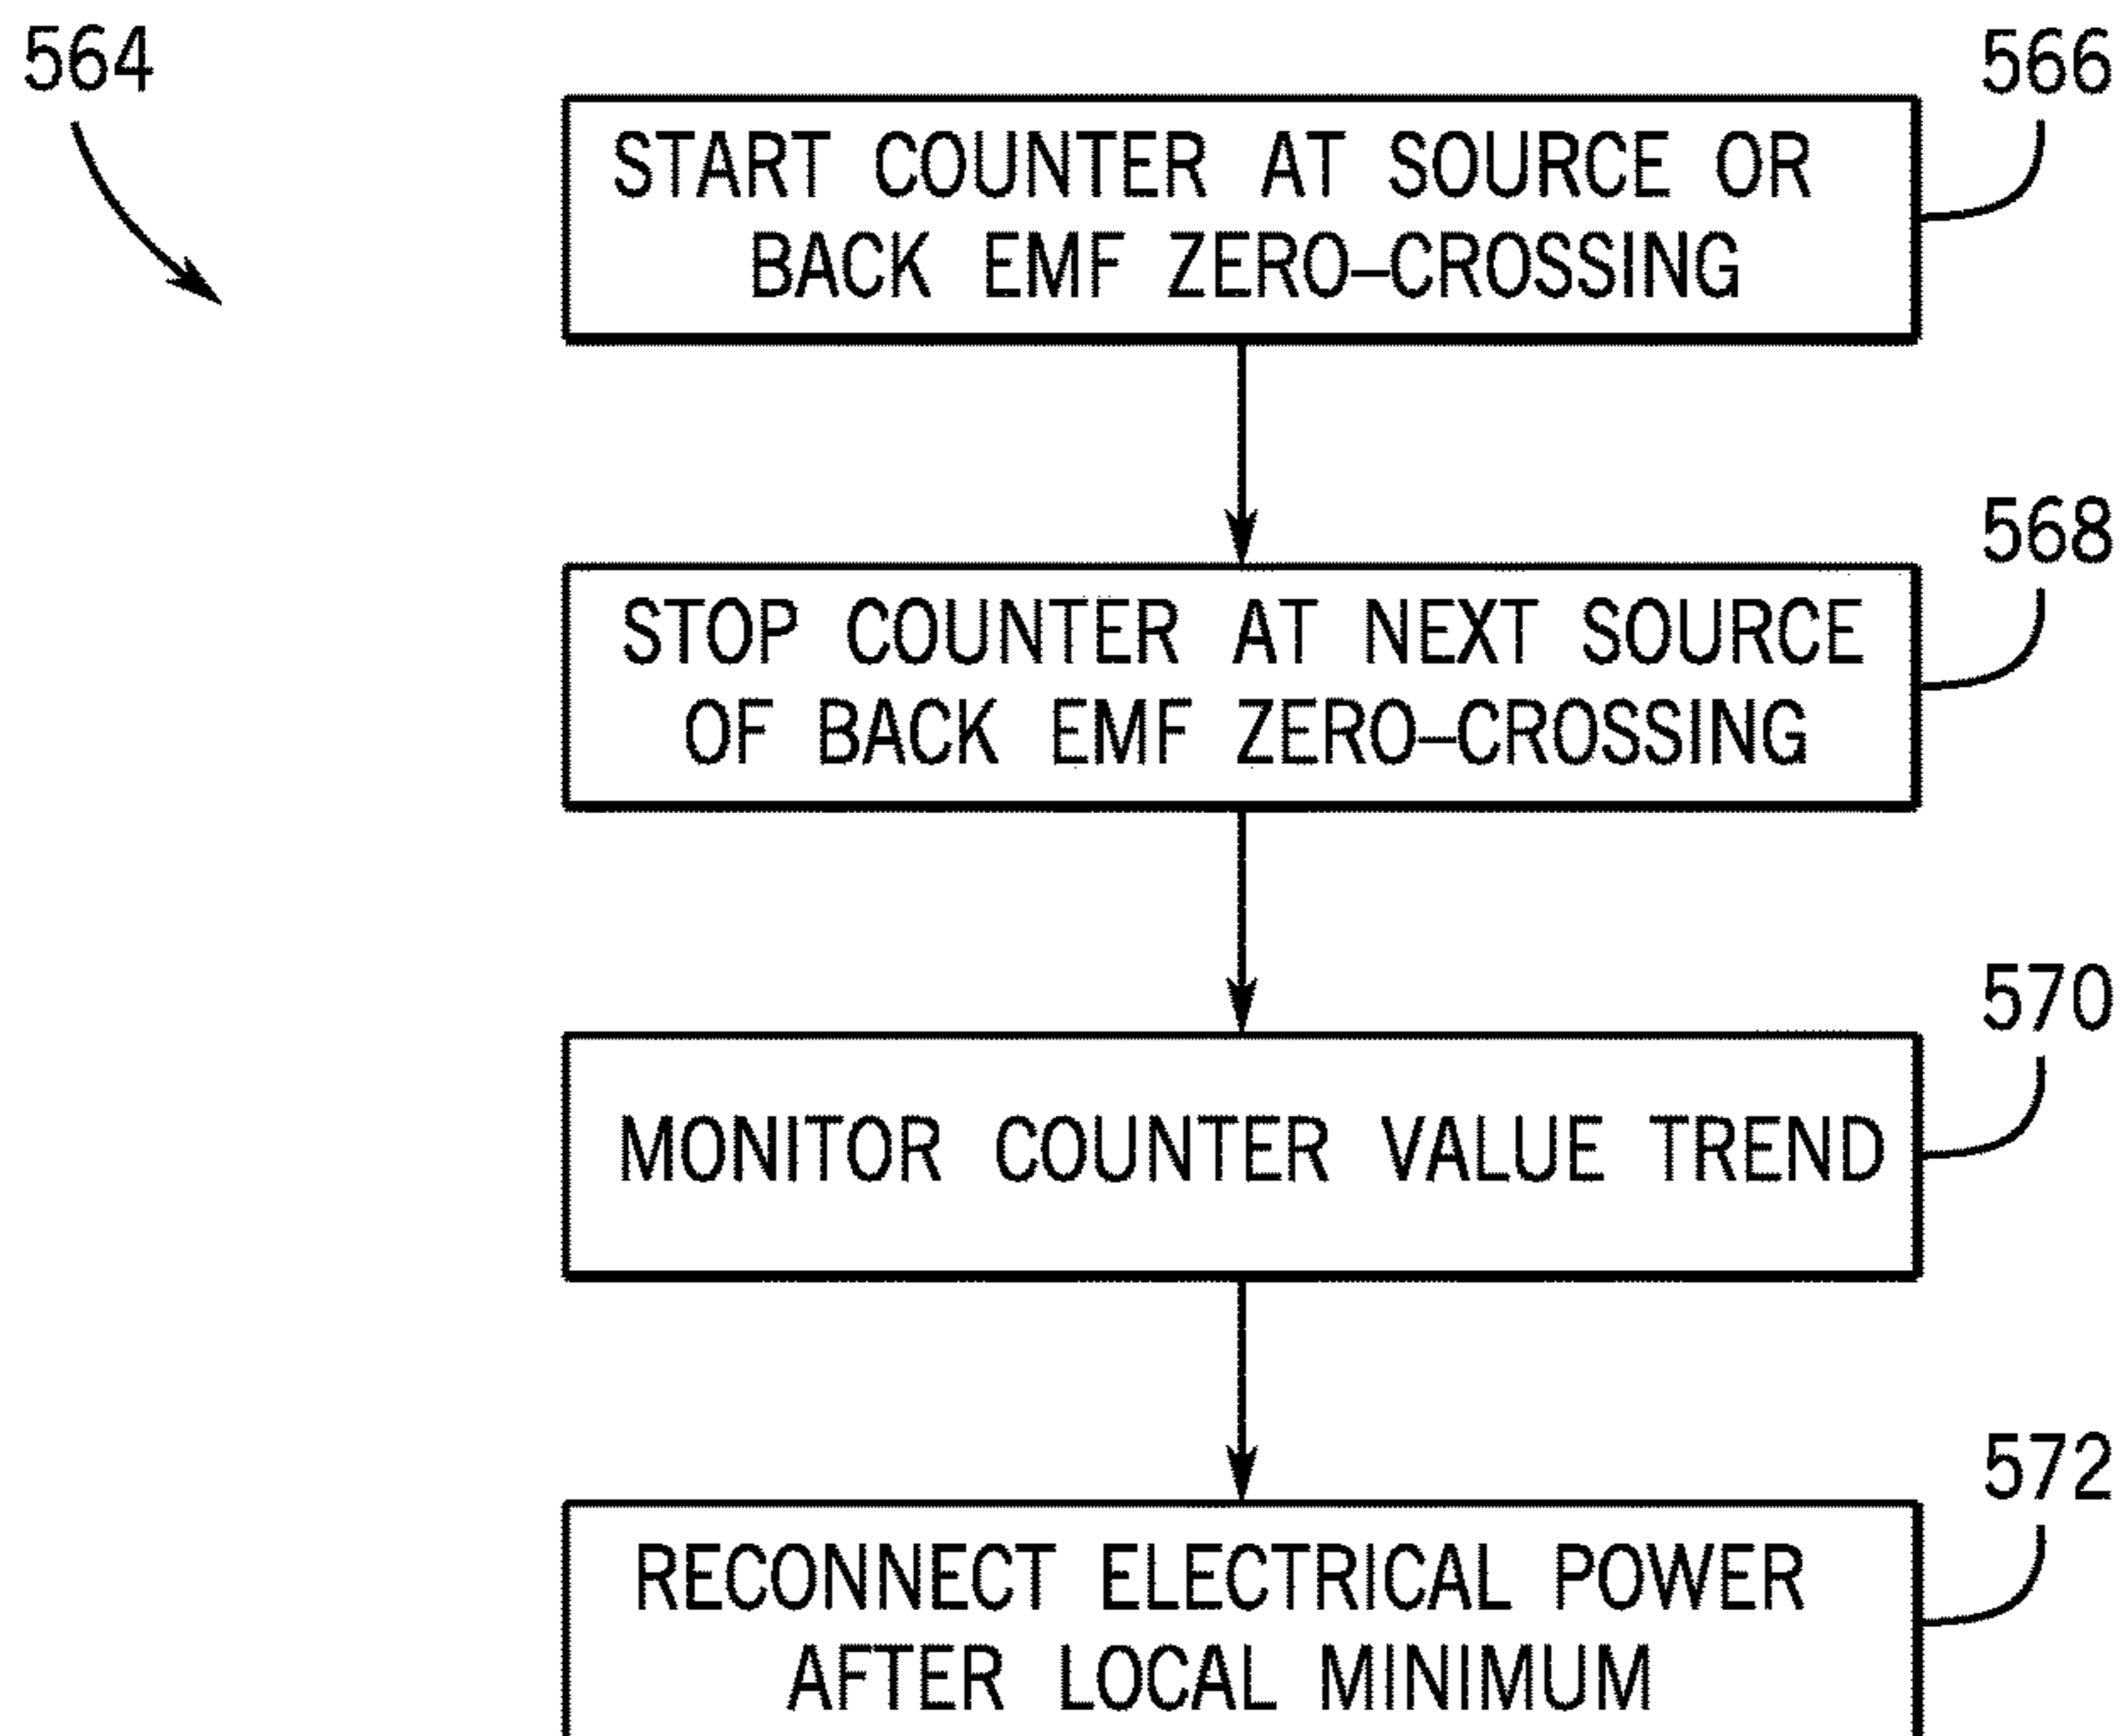 564
566
START COUNTER AT SOURCE OR
BACK EMF ZERO–CROSSING
568
STOP COUNTER AT NEXT SOURCE
OF BACK EMF ZERO–CROSSING
570
MONITOR COUNTER VALUE TREND
572
RECONNECT ELECTRICAL POWER
AFTER LOCAL MINIMUM